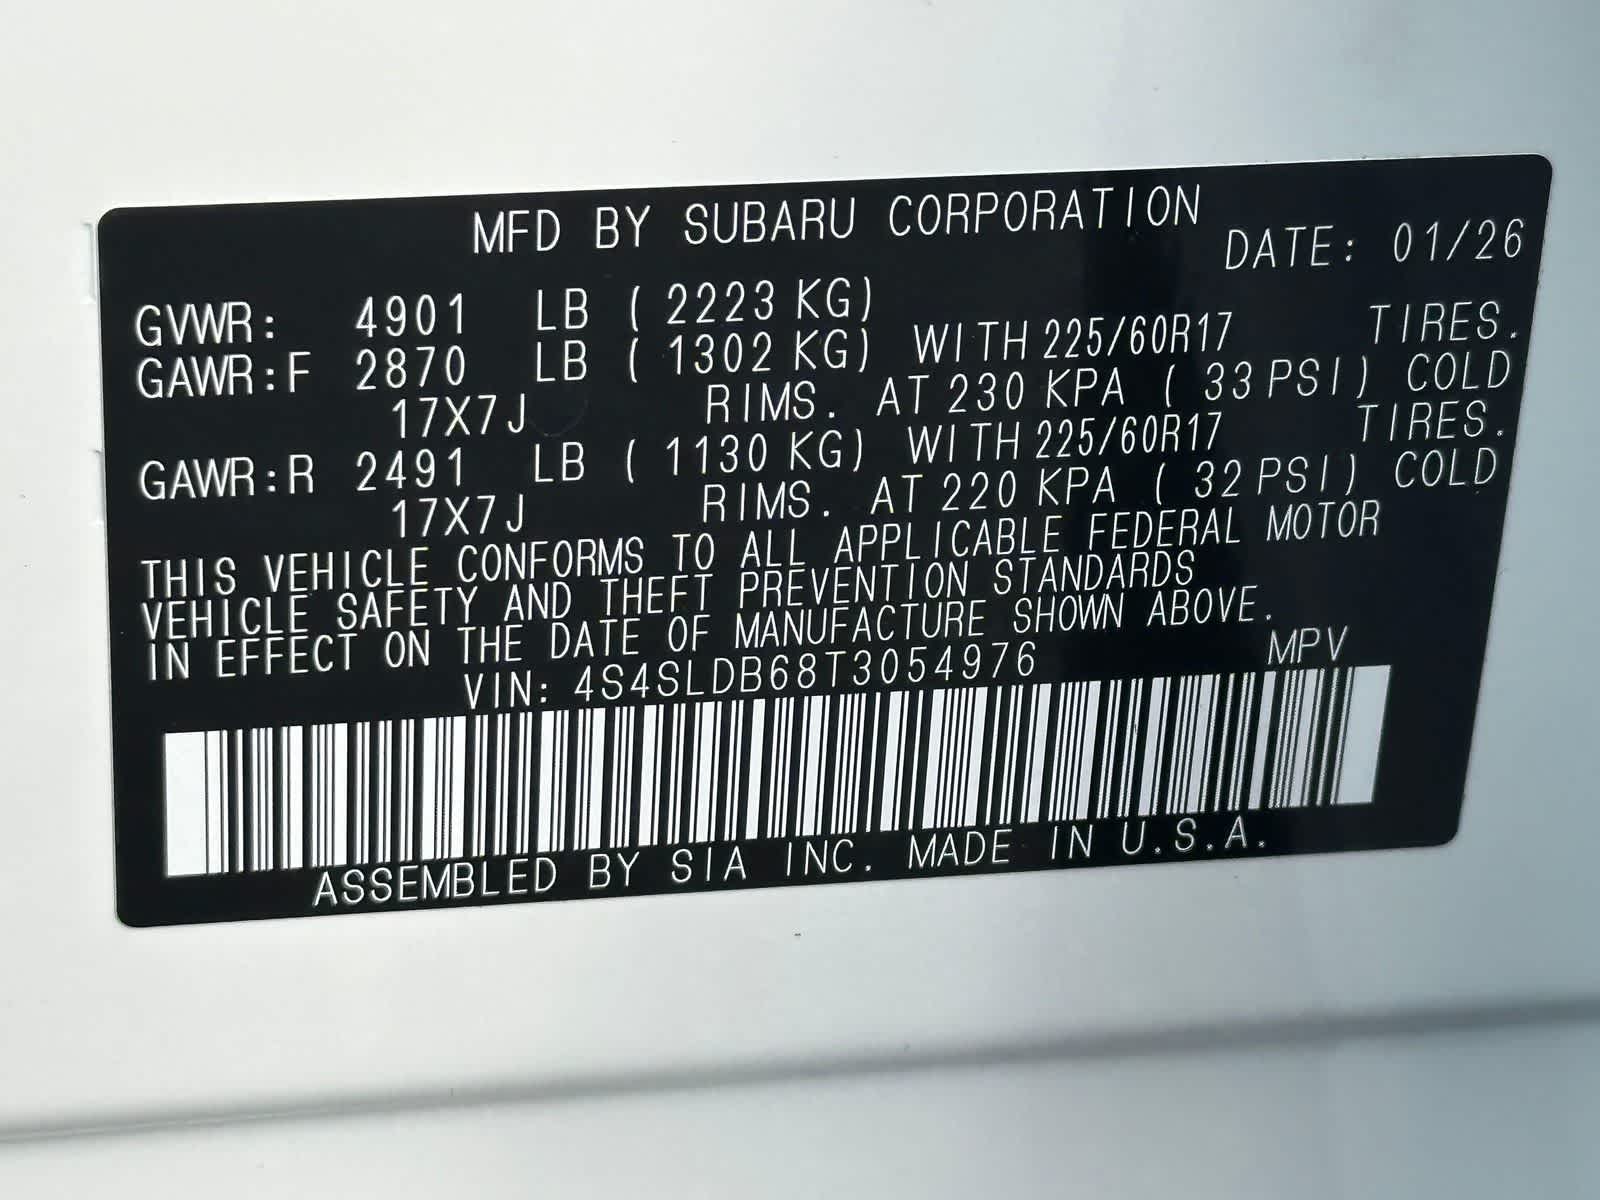 MFD BY SUBARU CORPORATION
DATE: 01/26
GVWR: 4901 LB ( 2223 KG)
GAWR:F 2870 LB ( 1302 KG) WITH 225/60R17 TIRES.
17X7J RIMS. AT 230 KPA ( 33 PSI) COLD
GAWR:R 2491 LB ( 1130 KG) WITH 225/60R17 TIRES.
17X7J RIMS. AT 220 KPA ( 32 PSI) COLD
THIS VEHICLE CONFORMS TO ALL APPLICABLE FEDERAL MOTOR
VEHICLE SAFETY AND THEFT PREVENTION STANDARDS
IN EFFECT ON THE DATE OF MANUFACTURE SHOWN ABOVE.
VIN: 4S4SLDB68T3054976 MPV
ASSEMBLED BY SIA INC. MADE IN U.S.A.